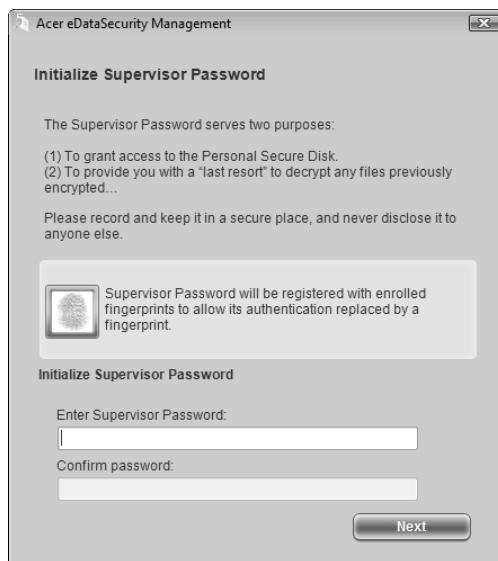 Acer eDataSecurity Management
Initialize Supervisor Password
The Supervisor Password serves two purposes:
(1) To grant access to the Personal Secure Disk.
(2) To provide you with a “last resort” to decrypt any files previously
encrypted…
Please record and keep it in a secure place, and never disclose it to
anyone else.
Supervisor Password will be registered with enrolled
fingerprints to allow its authentication replaced by a
fingerprint.
Initialize Supervisor Password
Enter Supervisor Password:
Confirm password:
Next